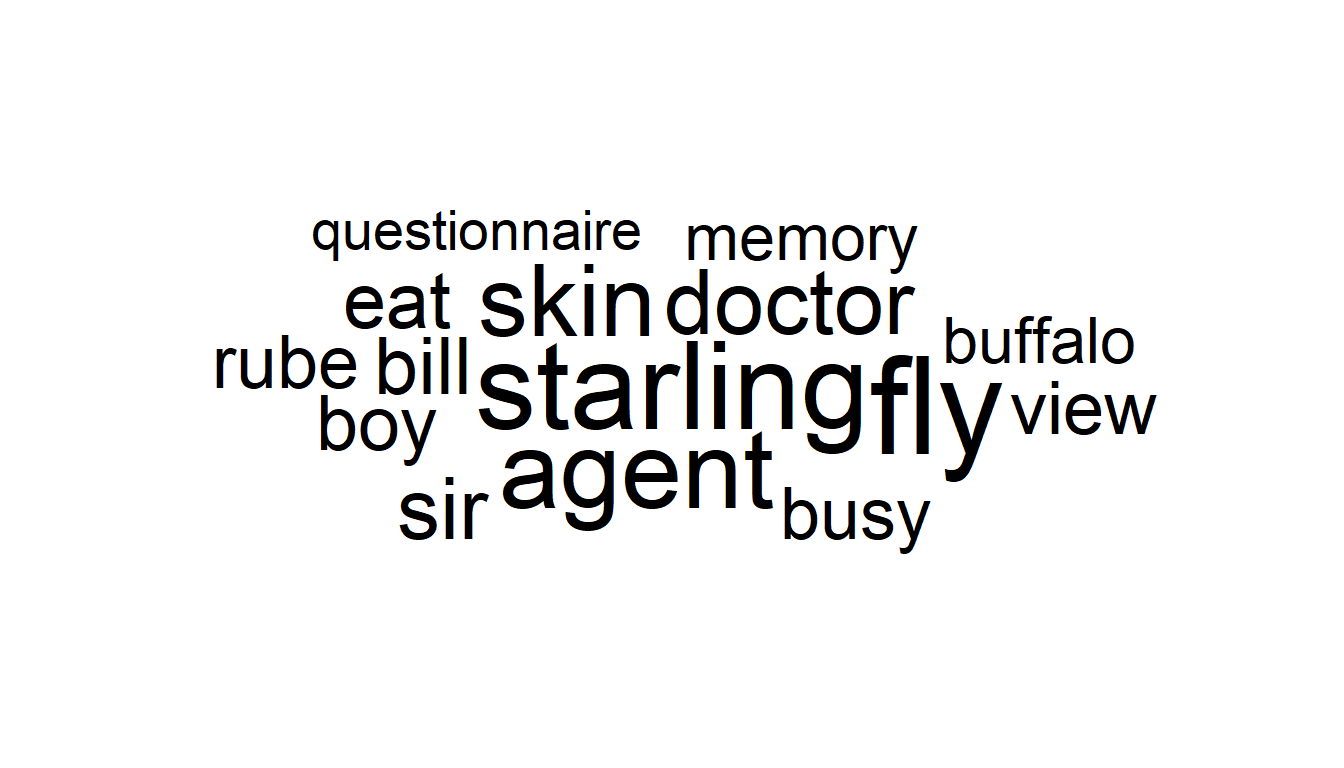 questionnaire memory
eat skin doctor
rube bill starling fly buffalo
boy view
sir agent busy